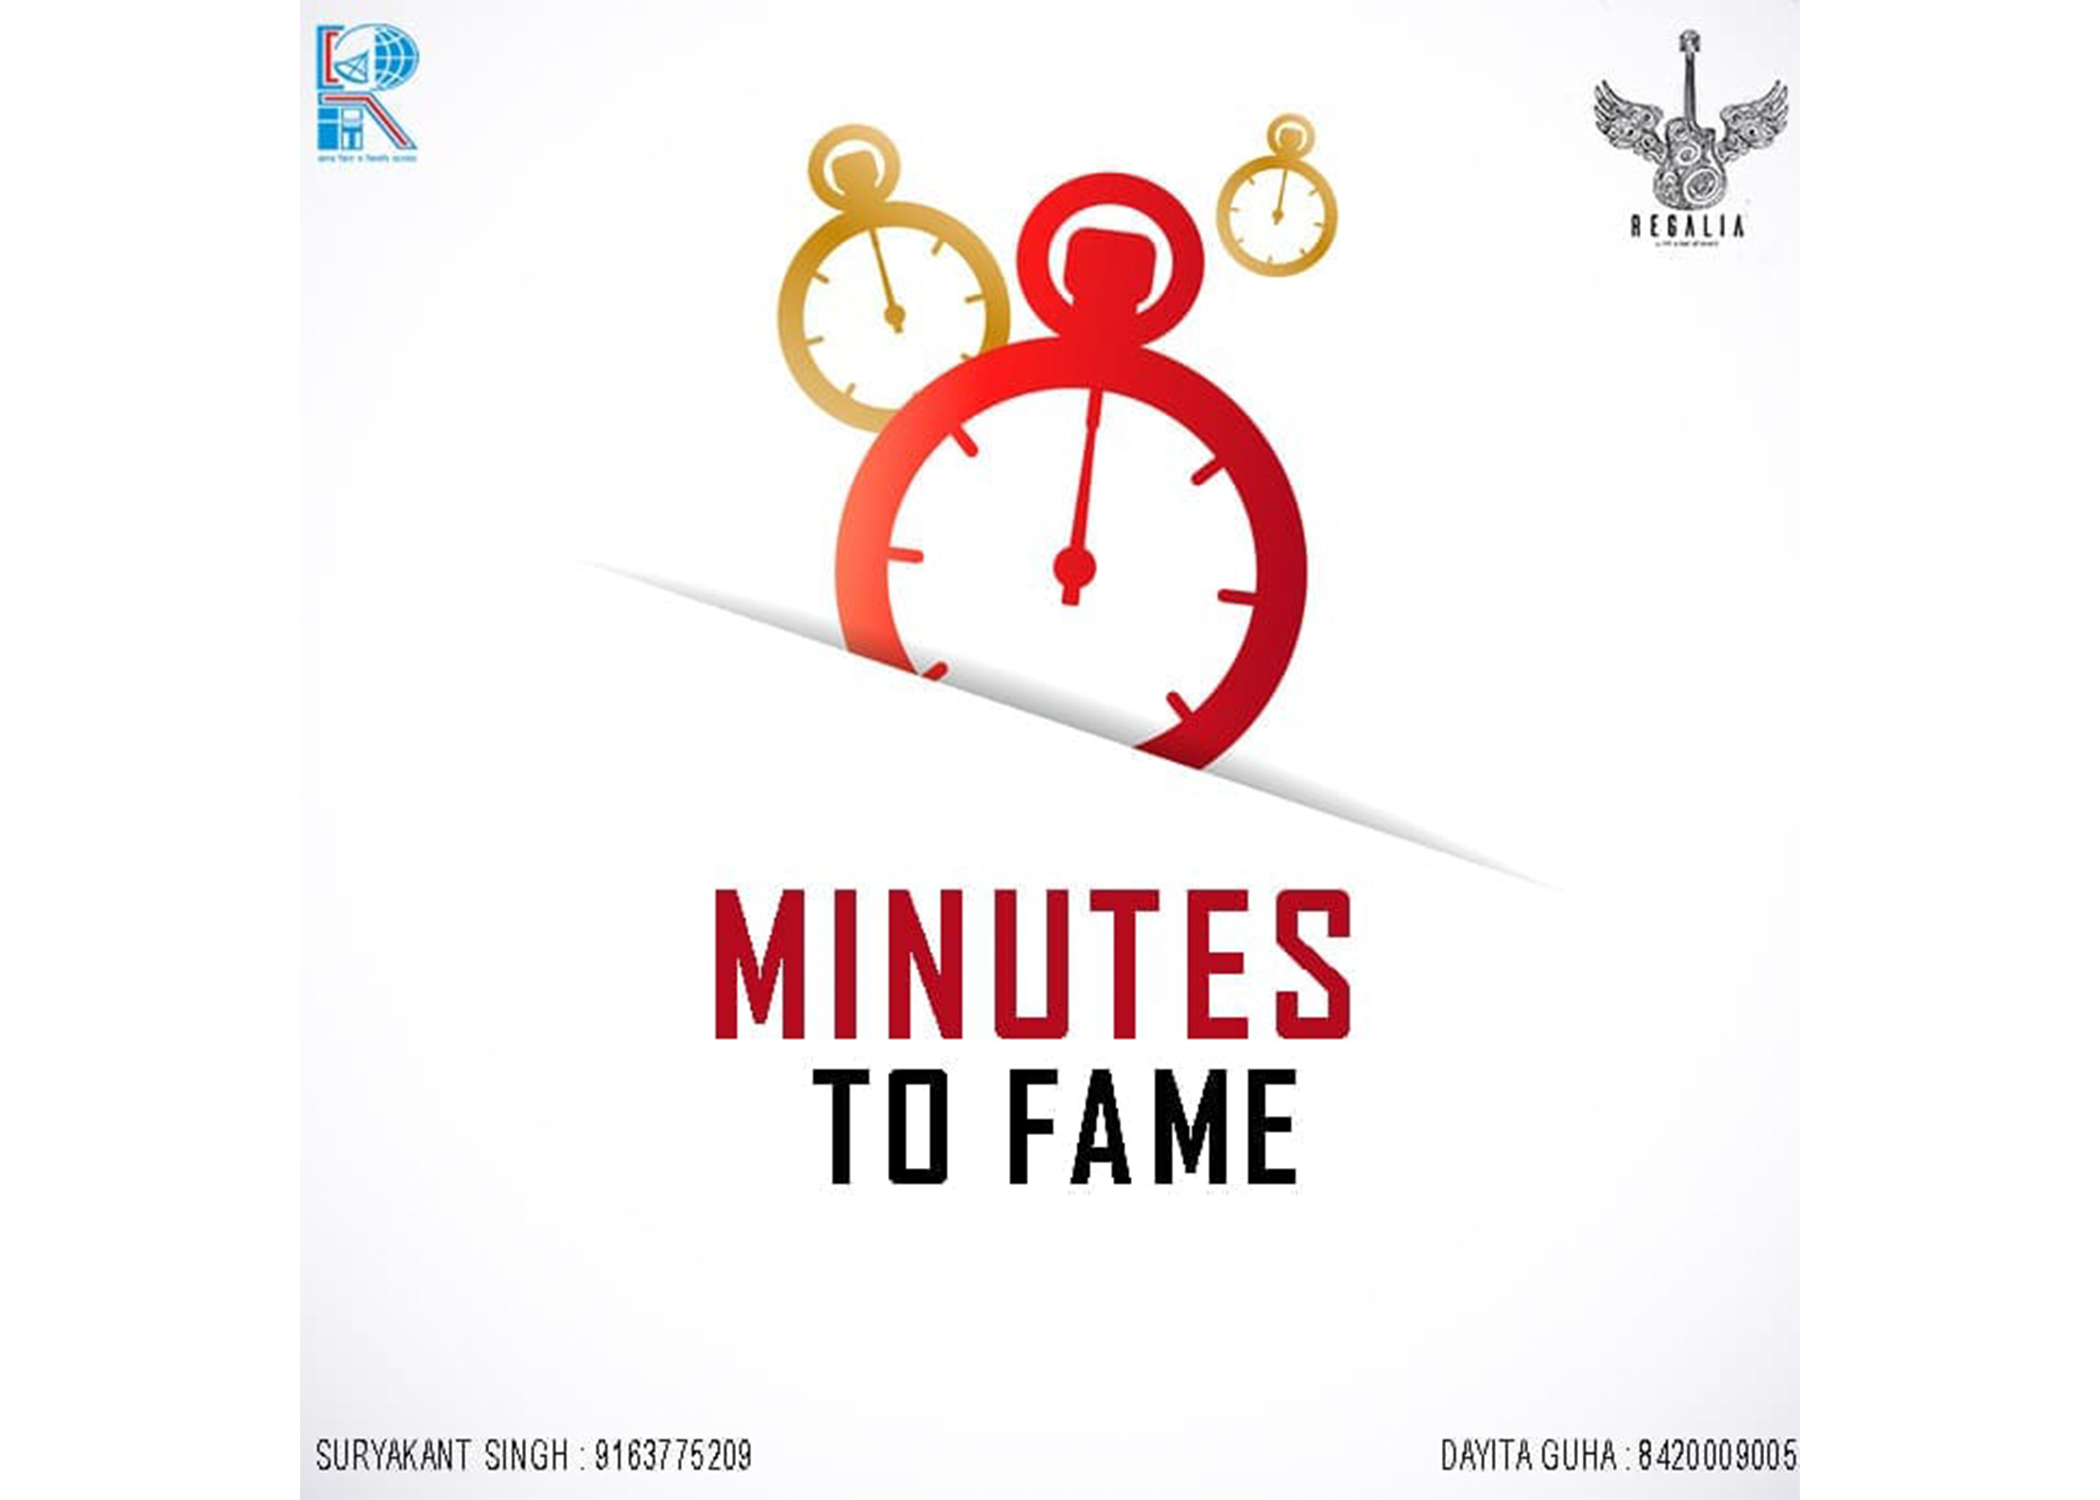 REGALIA
MINUTES
TO FAME
SURYAKANT SINGH : 9163775209
DAYITA GUHA : 8420009005